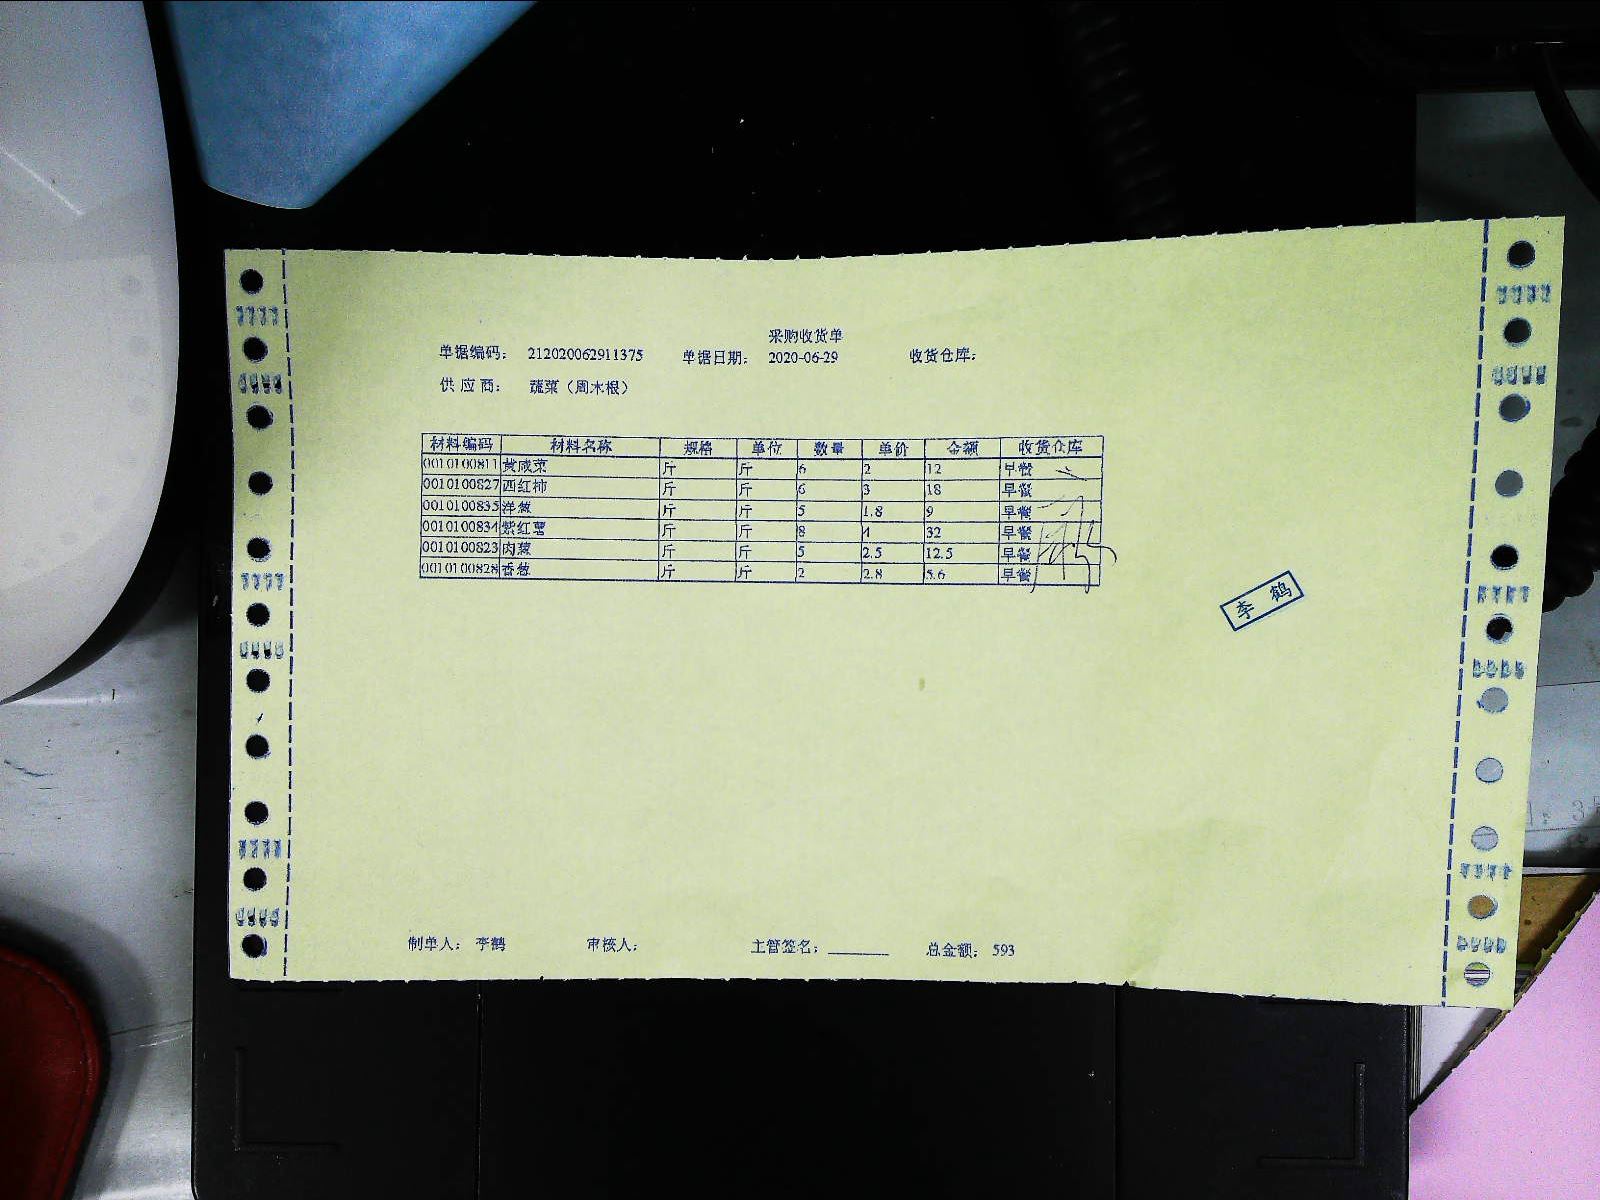 采购收货单
单据编码： 212020062911375 单据日期： 2020-06-29 收货仓库：
供 应 商： 蔬菜（周木根）
材料编码 材料名称 规格 单位 数量 单价 金额 收货仓库
0010100811 黄咸菜 斤 斤 6 2 12 早餐
0010100827 西红柿 斤 斤 6 3 18 早餐
0010100835 洋葱 斤 斤 5 1.8 9 早餐
0010100834 紫红薯 斤 斤 8 4 32 早餐
0010100823 肉葱 斤 斤 5 2.5 12.5 早餐
0010100828 香葱 斤 斤 2 2.8 5.6 早餐
李鹤
制单人： 李鹤 审核人： 主管签名： 总金额： 593